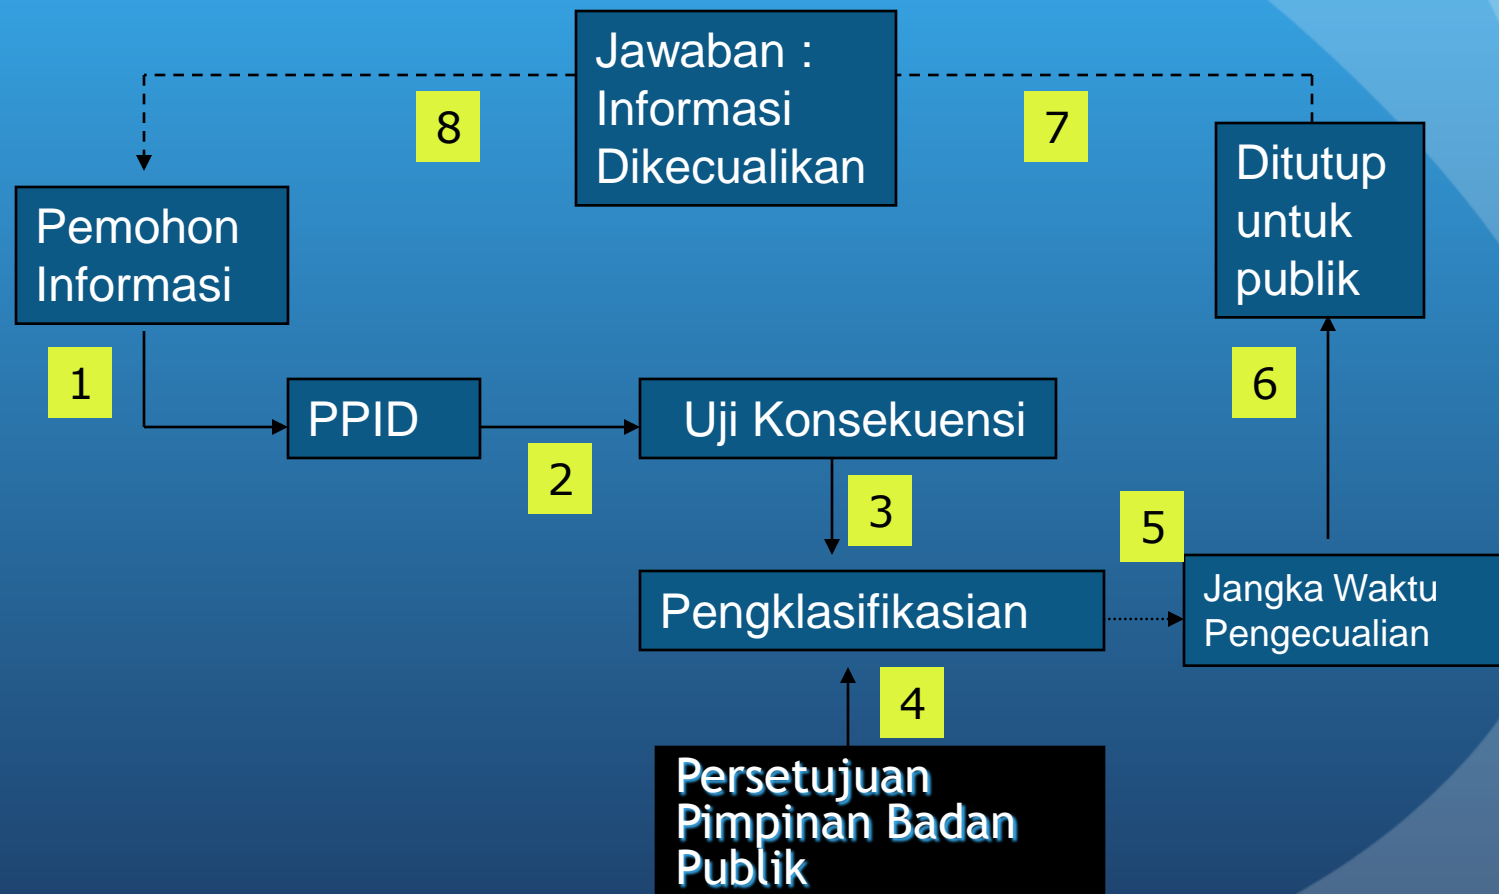 Jawaban :
Informasi
Dikecualikan
8
7
Ditutup
untuk
publik
Pemohon
Informasi
1
6
PPID
Uji Konsekuensi
2
3
5
Pengklasifikasian
Jangka Waktu
Pengecualian
4
Persetujuan
Pimpinan Badan
Publik